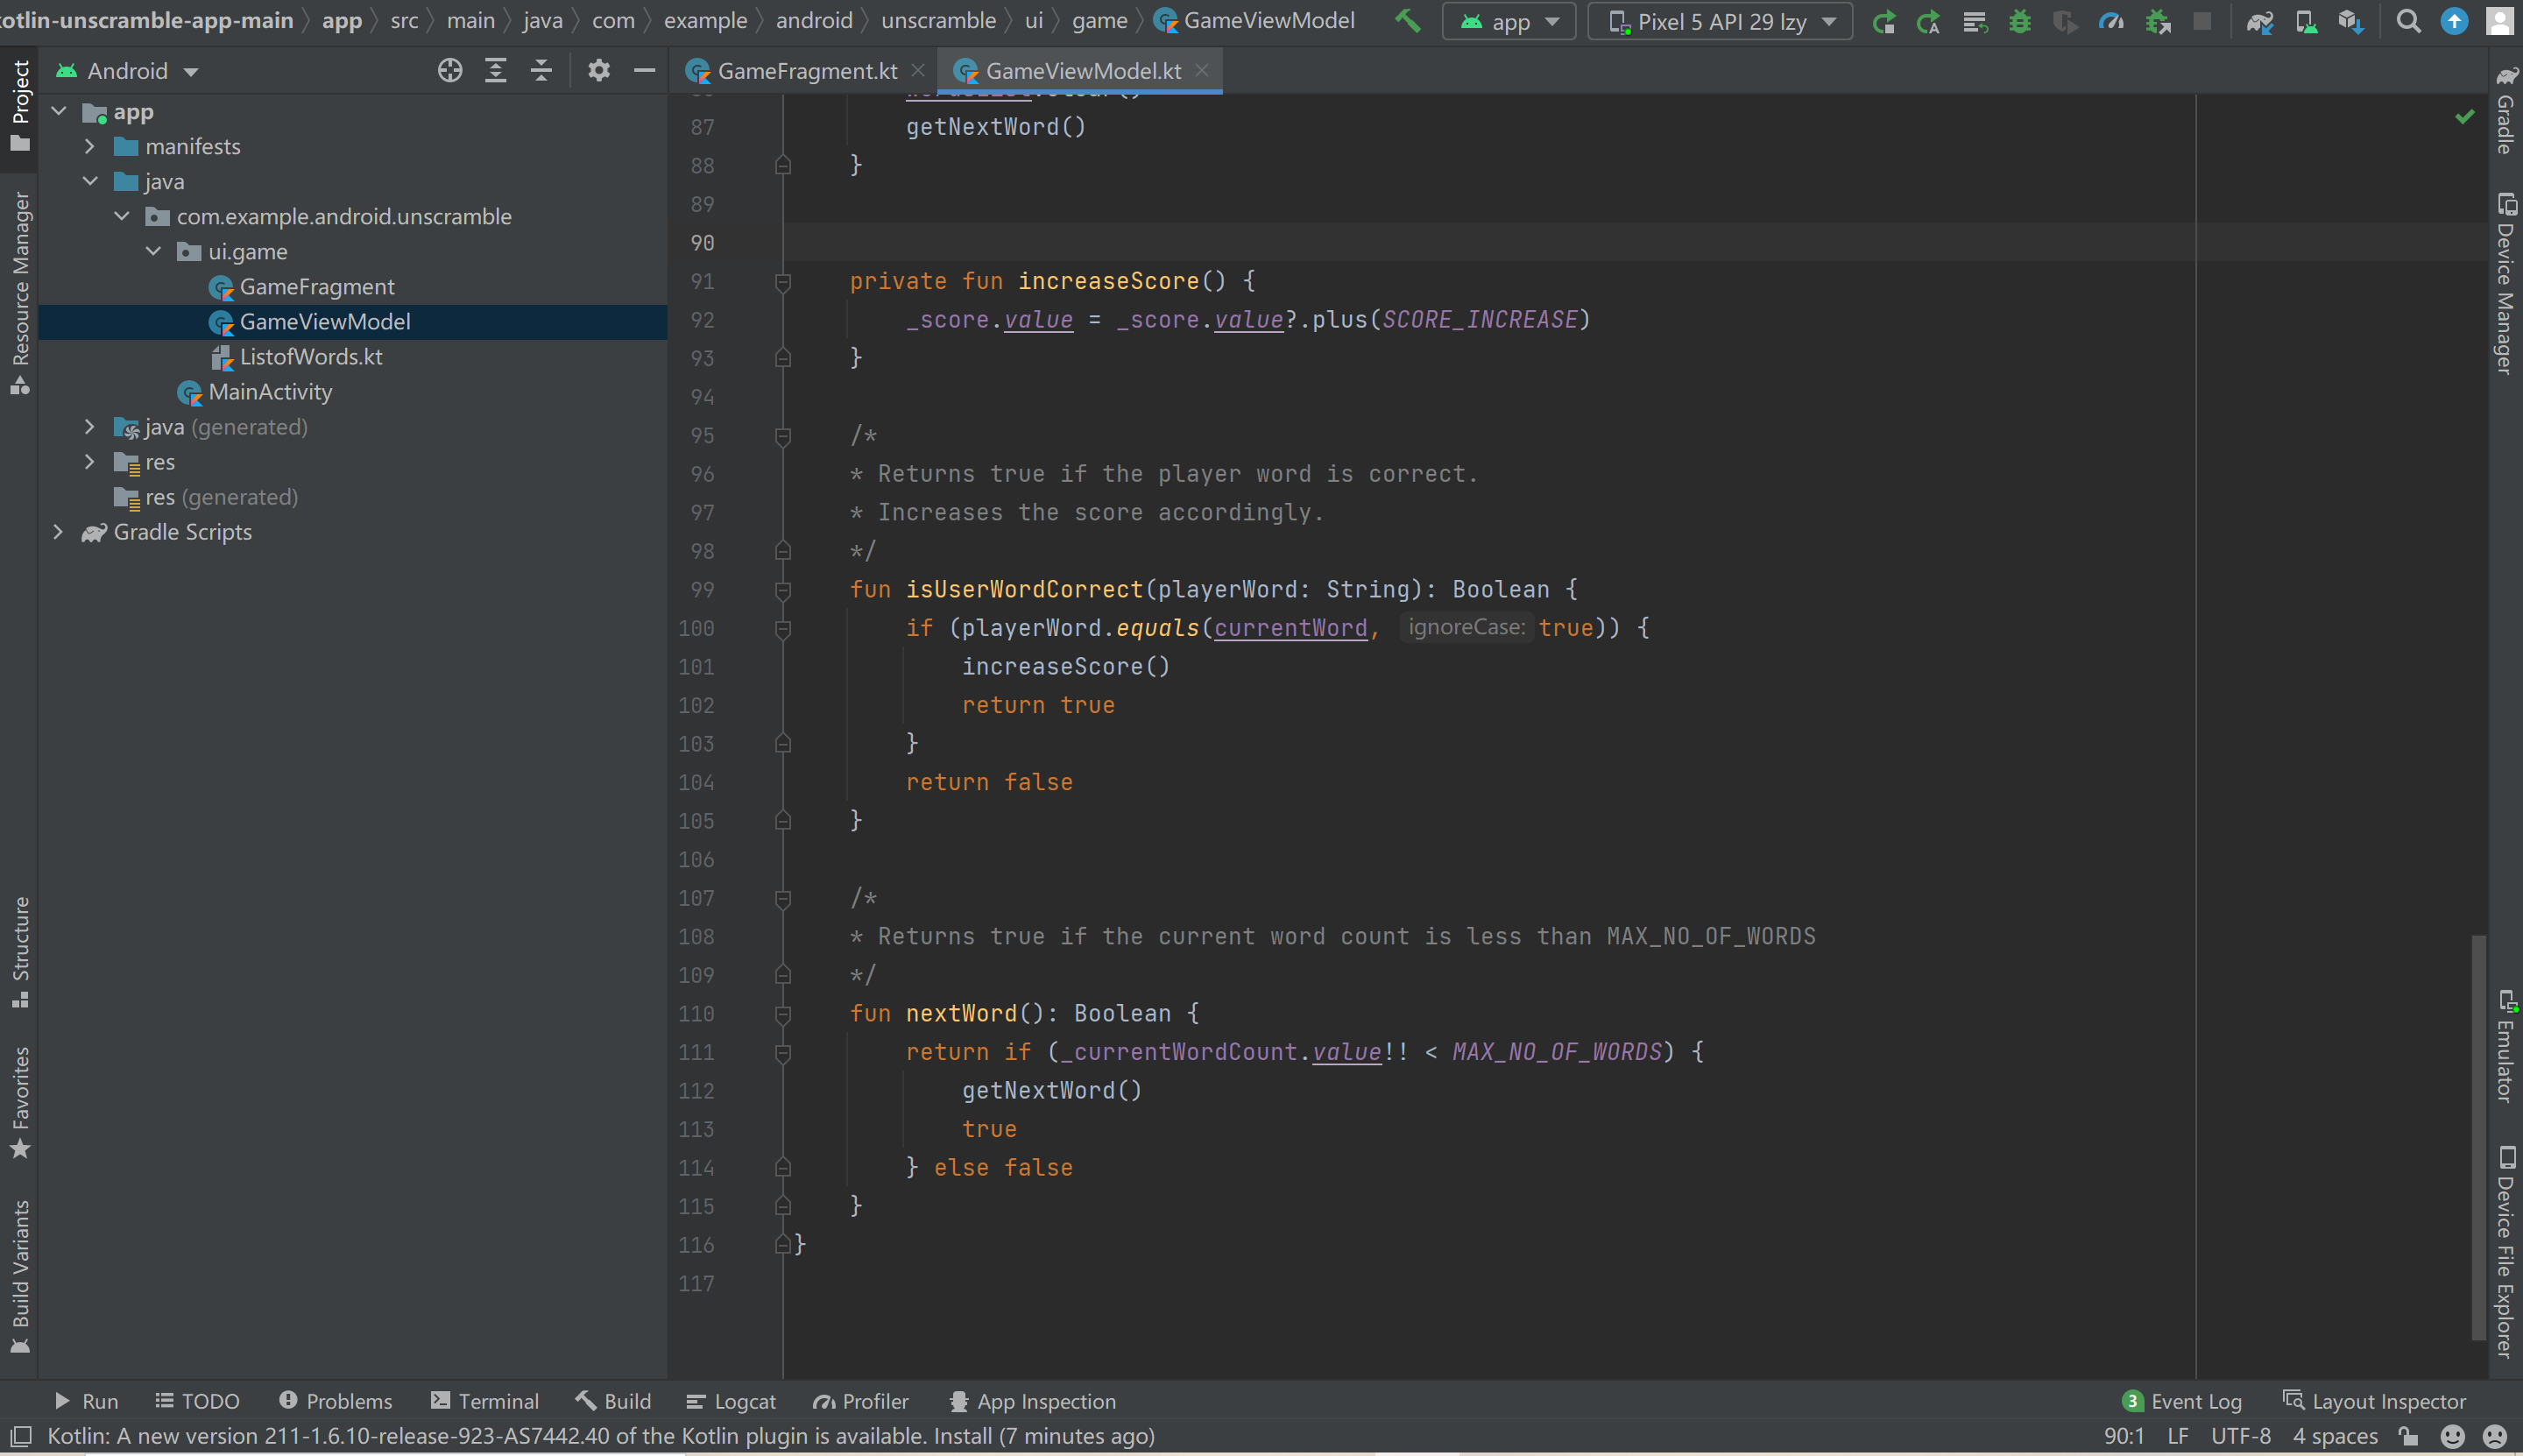 otlin-unscramble-app-main app src main java com example android unscramble ui game GameViewModel app Pixel 5 API 29 lzy
Project
Android
GameFragment.kt
GameViewModel.kt
Gradle
app
manifests
java
com.example.android.unscramble
ui.game
GameFragment
GameViewModel
ListofWords.kt
MainActivity
java (generated)
res
res (generated)
Gradle Scripts
Resource Manager
Structure
Favorites
Build Variants
87 getNextWord()
88 }
89
90
91 private fun increaseScore() {
92 _score.value = _score.value?.plus(SCORE_INCREASE)
93 }
94
95 /*
96 * Returns true if the player word is correct.
97 * Increases the score accordingly.
98 */
99 fun isUserWordCorrect(playerWord: String): Boolean {
100 if (playerWord.equals(currentWord, ignoreCase: true)) {
101 increaseScore()
102 return true
103 }
104 return false
105 }
106
107 /*
108 * Returns true if the current word count is less than MAX_NO_OF_WORDS
109 */
110 fun nextWord(): Boolean {
111 return if (_currentWordCount.value!! < MAX_NO_OF_WORDS) {
112 getNextWord()
113 true
114 } else false
115 }
116 }
117
Device Manager
Emulator
Device File Explorer
Run TODO Problems Terminal Build Logcat Profiler App Inspection 3 Event Log Layout Inspector
Kotlin: A new version 211-1.6.10-release-923-AS7442.40 of the Kotlin plugin is available. Install (7 minutes ago) 90:1 LF UTF-8 4 spaces